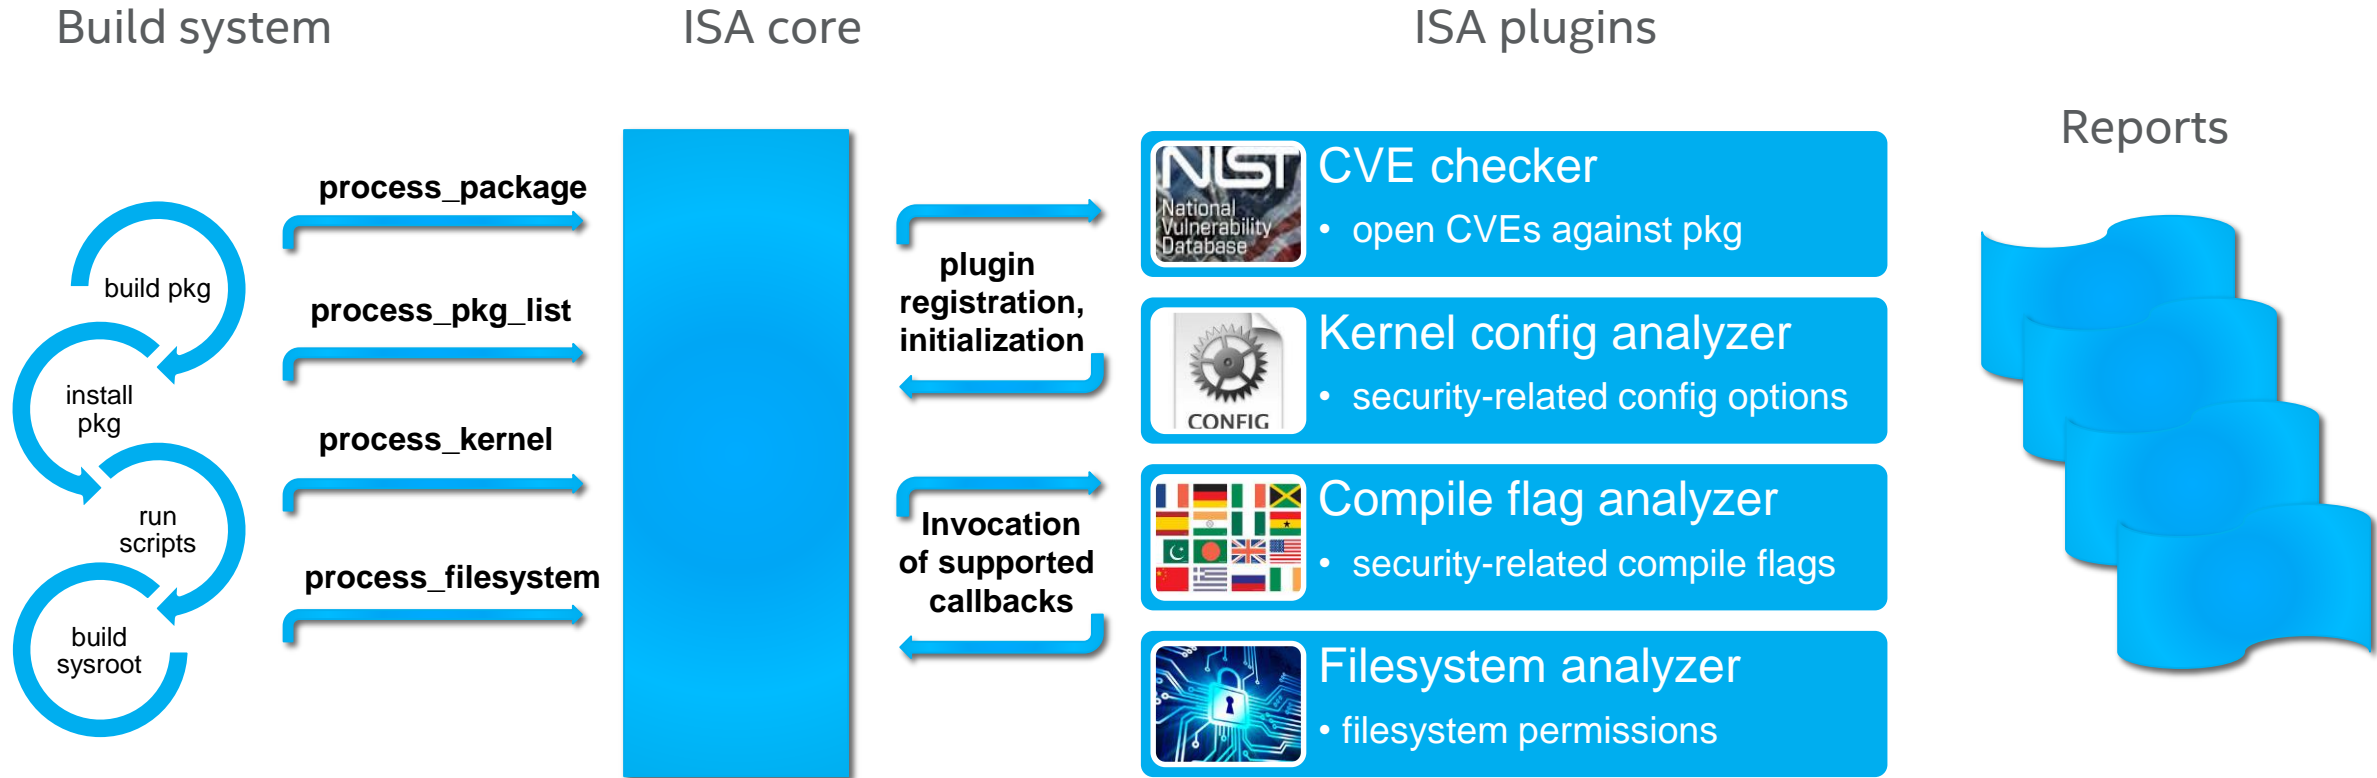 Build system
ISA core
ISA plugins
Reports
build pkg
install
pkg
run
scripts
build
sysroot
process_package
process_pkg_list
process_kernel
process_filesystem
plugin
registration,
initialization
Invocation
of supported
callbacks
NIST
National
Vulnerability
Database
CVE checker
• open CVEs against pkg
CONFIG
Kernel config analyzer
• security-related config options
Compile flag analyzer
• security-related compile flags
Filesystem analyzer
• filesystem permissions